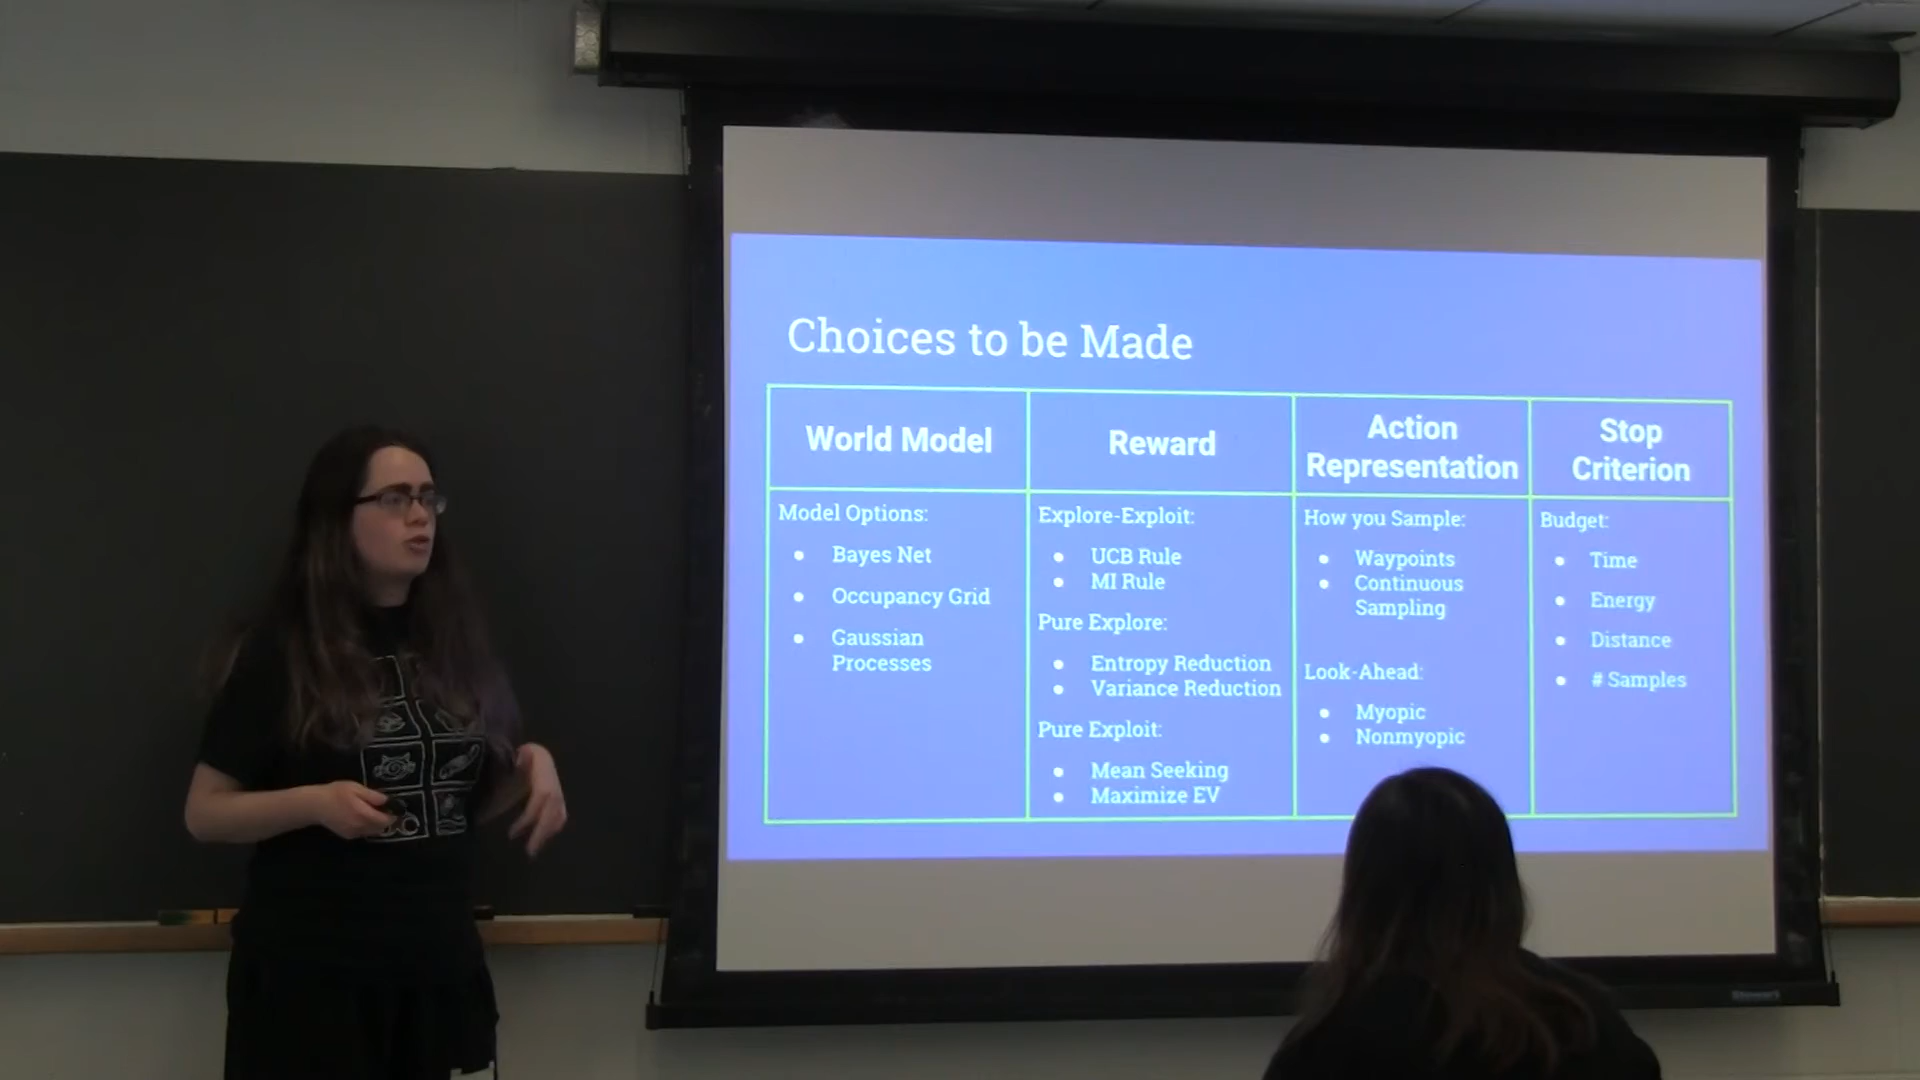 Choices to be Made
World Model
Reward
Action
Representation
Stop
Criterion
Model Options:
Bayes Net
Occupancy Grid
Gaussian
Processes
Explore-Exploit:
UCB Rule
MI Rule
Pure Explore:
Entropy Reduction
Variance Reduction
Pure Exploit:
Mean Seeking
Maximize EV
How you Sample:
Waypoints
Continuous
Sampling
Look-Ahead:
Myopic
Nonmyopic
Budget:
Time
Energy
Distance
# Samples